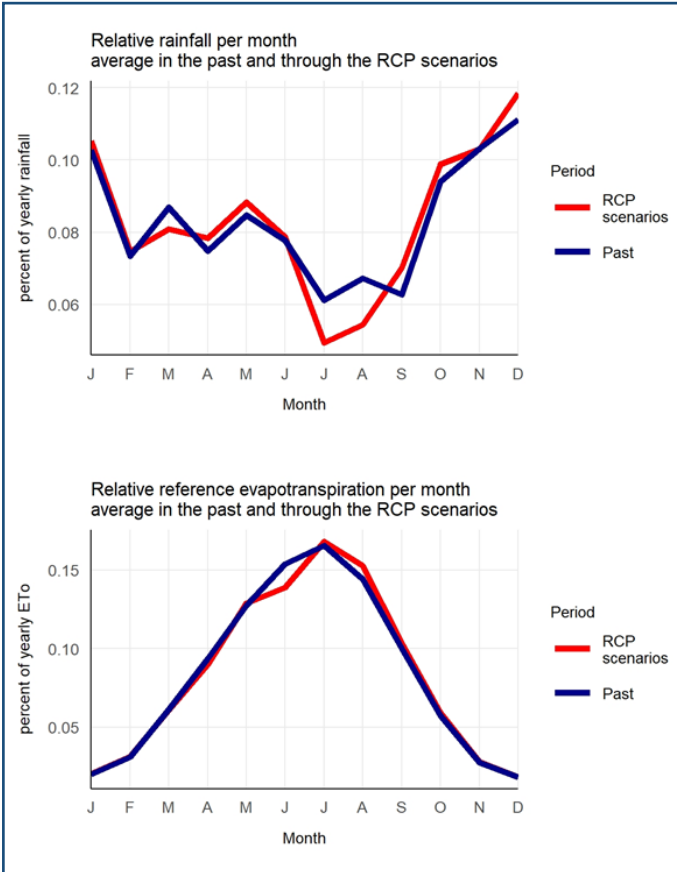 Relative rainfall per month
average in the past and through the RCP scenarios
percent of yearly rainfall
0.12
0.10
0.08
0.06
J F M A M J J A S O N D
Month
Period
RCP
scenarios
Past
Relative reference evapotranspiration per month
average in the past and through the RCP scenarios
percent of yearly ETo
0.15
0.10
0.05
J F M A M J J A S O N D
Month
Period
RCP
scenarios
Past